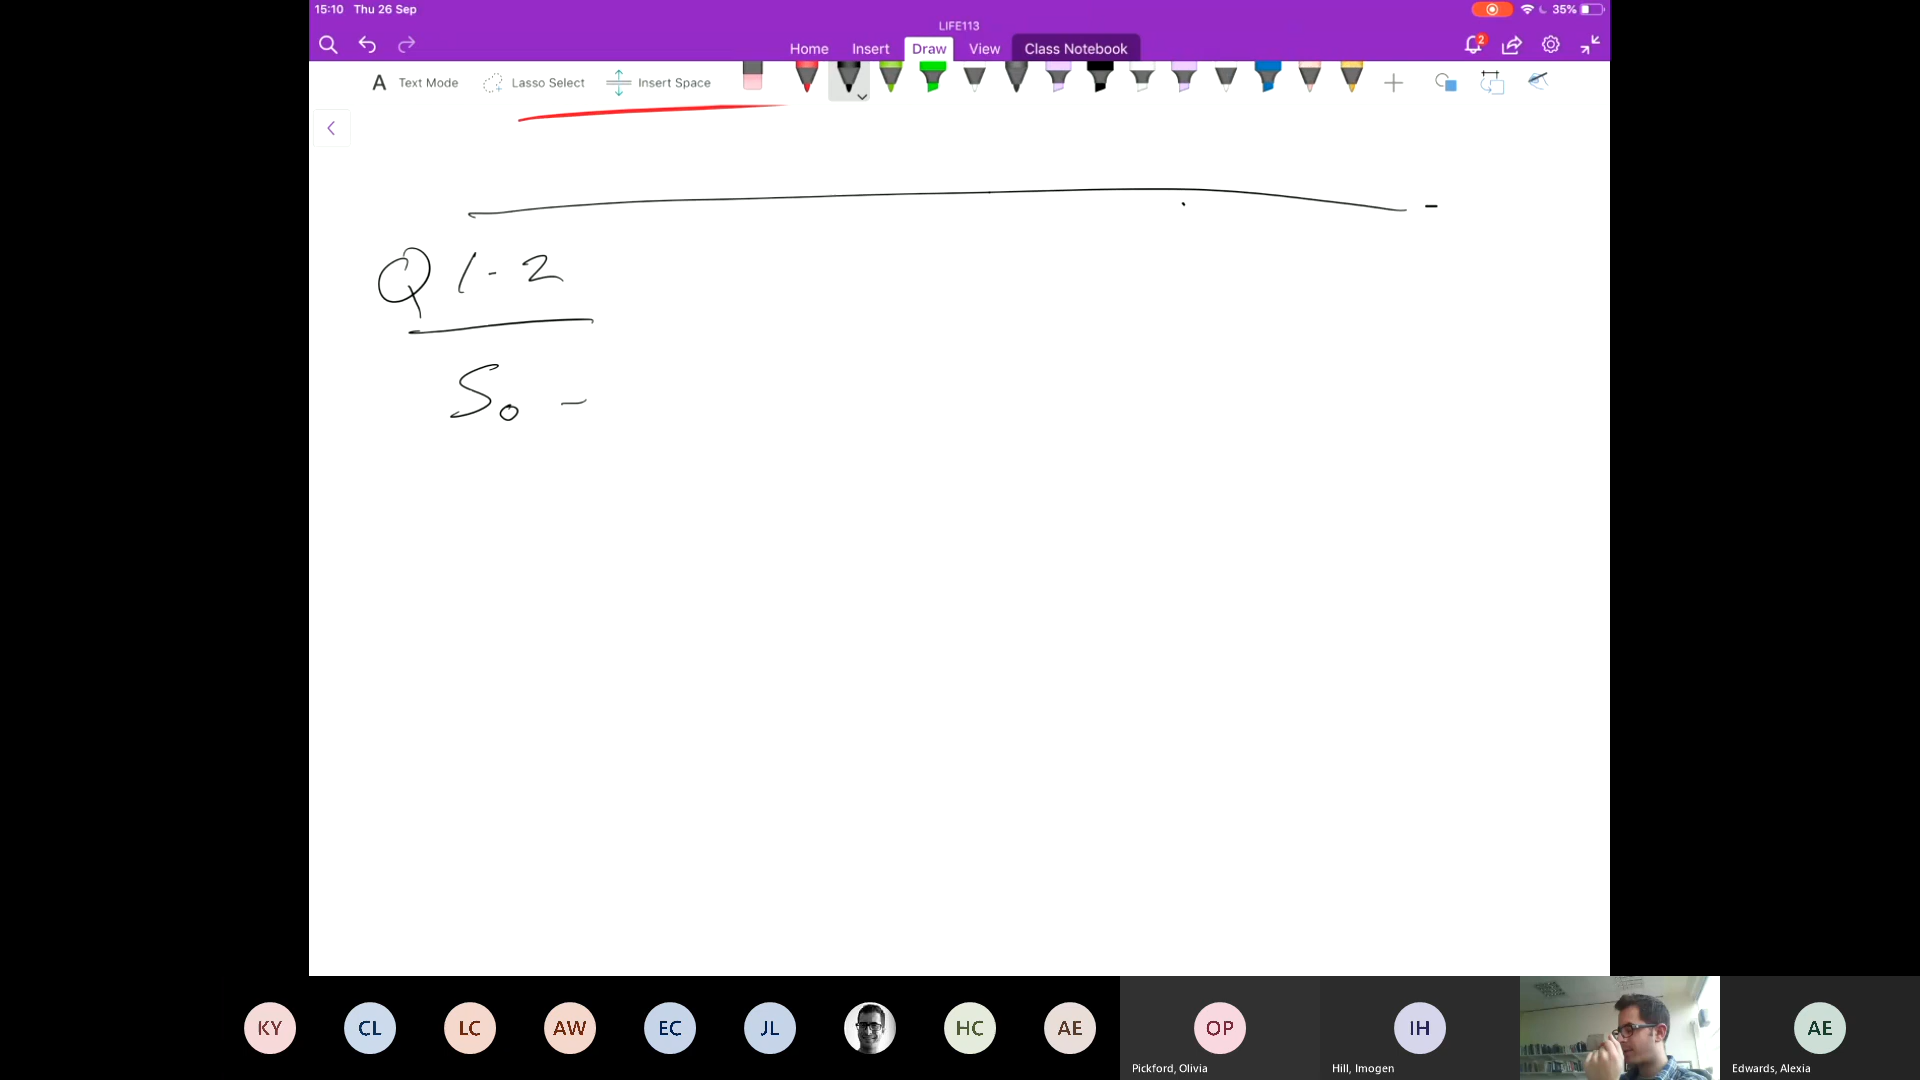 15:10 Thu 26 Sep
35%
LIFE113
Home Insert Draw View Class Notebook
2
A Text Mode Lasso Select Insert Space
Q 1-2
S₀ -
KY CL LC AW EC JL HC AE OP IH AE
Pickford, Olivia Hill, Imogen Edwards, Alexia